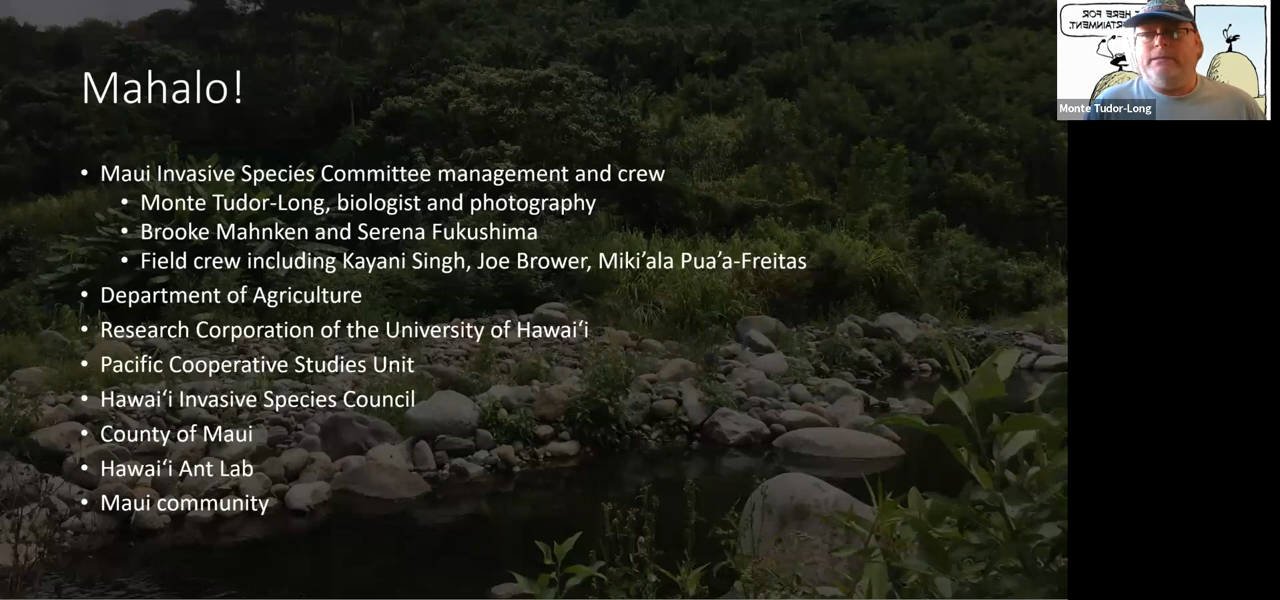 Mahalo!
• Maui Invasive Species Committee management and crew
• Monte Tudor-Long, biologist and photography
• Brooke Mahnken and Serena Fukushima
• Field crew including Kayani Singh, Joe Brower, Miki’ala Pua’a-Freitas
• Department of Agriculture
• Research Corporation of the University of Hawai‘i
• Pacific Cooperative Studies Unit
• Hawai‘i Invasive Species Council
• County of Maui
• Hawai‘i Ant Lab
• Maui community
HERE FOR
Monte Tudor-Long